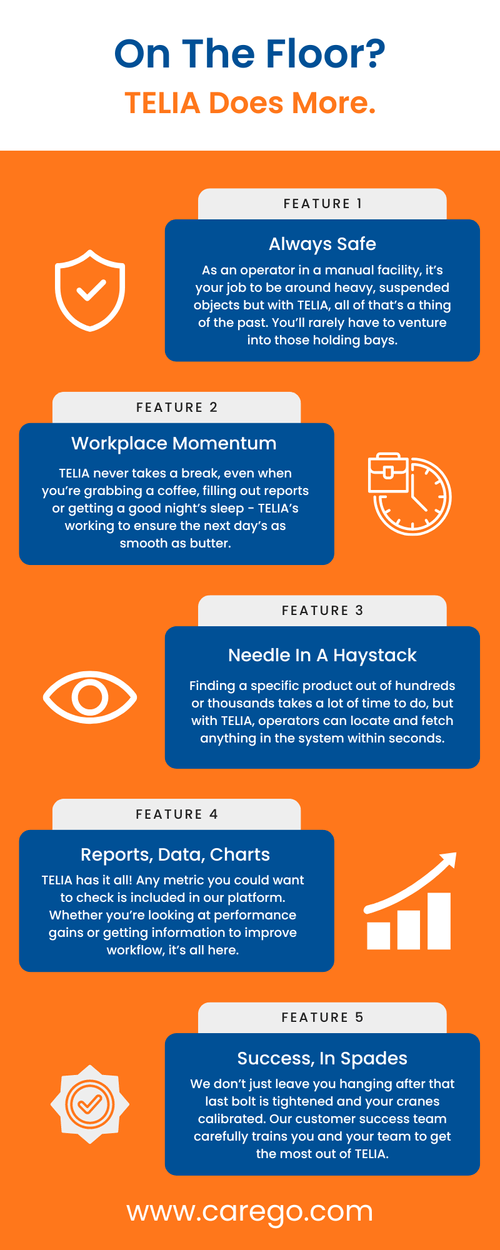 On The Floor?
TELIA Does More.
FEATURE 1
Always Safe
As an operator in a manual facility, it's
your job to be around heavy, suspended
objects but with TELIA, all of that's a thing
of the past. You'll rarely have to venture
into those holding bays.
FEATURE 2
Workplace Momentum
TELIA never takes a break, even when
you're grabbing a coffee, filling out reports
or getting a good night's sleep - TELIA's
working to ensure the next day's as
smooth as butter.
FEATURE 3
Needle In A Haystack
Finding a specific product out of hundreds
or thousands takes a lot of time to do, but
with TELIA, operators can locate and fetch
anything in the system within seconds.
FEATURE 4
Reports, Data, Charts
TELIA has it all! Any metric you could want
to check is included in our platform.
Whether you're looking at performance
gains or getting information to improve
workflow, it's all here.
FEATURE 5
Success, In Spades
We don't just leave you hanging after that
last bolt is tightened and your cranes
calibrated. Our customer success team
carefully trains you and your team to get
the most out of TELIA.
www.carego.com